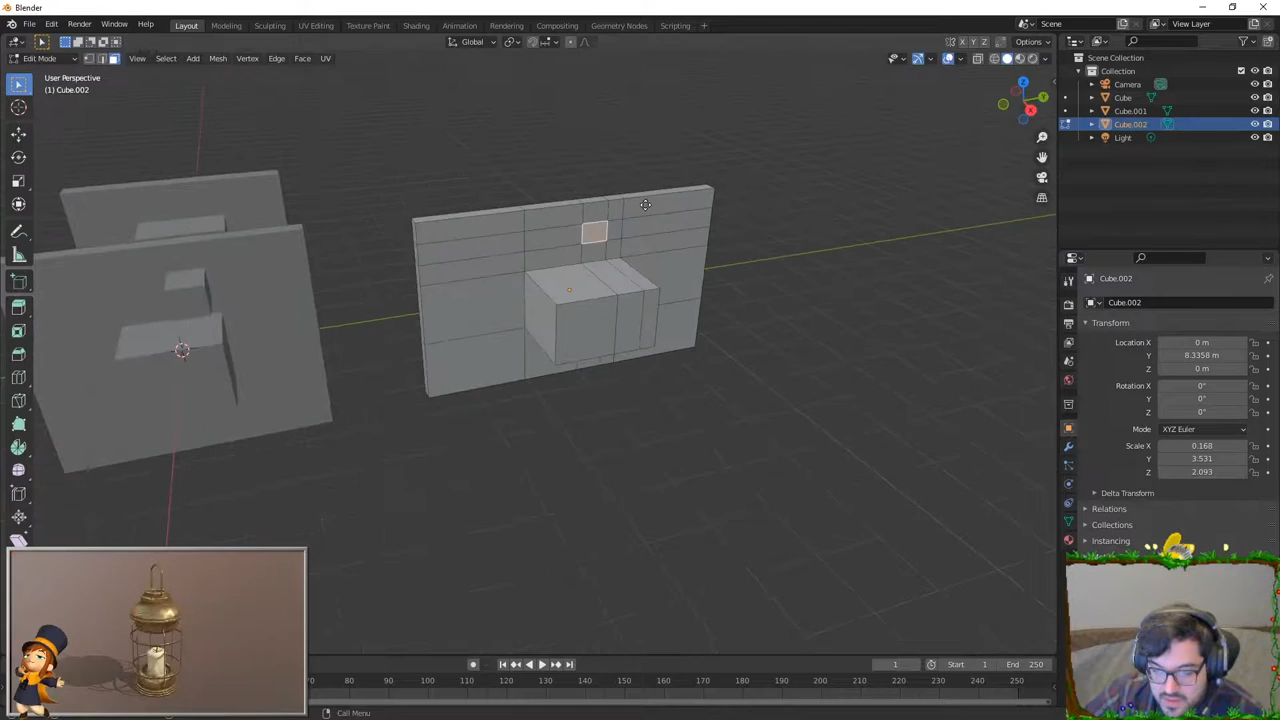 Blender
File Edit Render Window Help Layout Modeling Sculpting UV Editing Texture Paint Shading Animation Rendering Compositing Geometry Nodes Scripting + Scene View Layer
Global X Y Z Options
Edit Mode View Select Add Mesh Vertex Edge Face UV
User Perspective
(1) Cube.002
Z
Y
X
Scene Collection
Collection
Camera
Cube
Cube.001
Cube.002
Light
Cube.002
Cube.002
Transform
Location X 0 m
Y 8.3358 m
Z 0 m
Rotation X 0°
Y 0°
Z 0°
Mode XYZ Euler
Scale X 0.168
Y 3.531
Z 2.093
Delta Transform
Relations
Collections
Instancing
1 Start 1 End 250
70 80 90 100 110 120 130 140 150 160 170 180 190 200 210 220 230 240 250
Call Menu